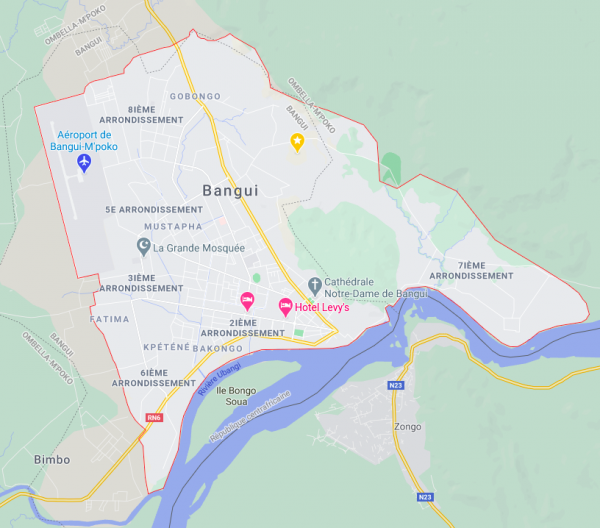 OMBELLA-M'POKO
BANGUI
OMBELLA-M'POKO
BANGUI
GOBONGO
8IÈME
ARRONDISSEMENT
Aéroport de
Bangui-M'poko
Bangui
5E ARRONDISSEMENT
MUSTAPHA
La Grande Mosquée
3IÈME
ARRONDISSEMENT
7IÈME
ARRONDISSEMENT
Cathédrale
Notre-Dame de Bangui
Hotel Levy's
FATIMA
2IÈME
ARRONDISSEMENT
KPÉTÈNÈ
BAKONGO
BANGUI
OMBELLA-M'POKO
6IÈME
ARRONDISSEMENT
Rivière Ubangi
Ile Bongo
Soua
N23
RN6
République centrafricaine
Zongo
Bimbo
N23